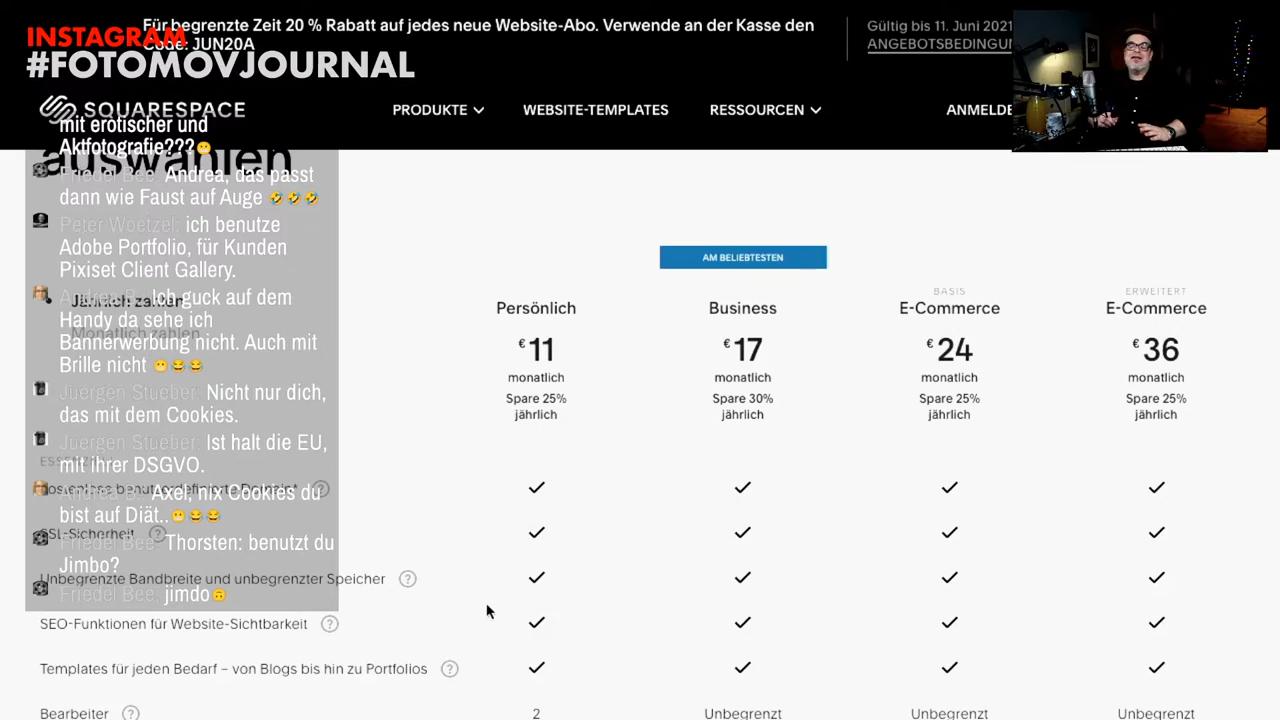 INSTAGRAM
#FOTOMOVJOURNAL
Für begrenzte Zeit 20 % Rabatt auf jedes neue Website-Abo. Verwende an der Kasse den
Code: JUN20A
Gültig bis 11. Juni 2021
ANGEBOTSBEDINGUN
SQUARESPACE
PRODUKTE
WEBSITE-TEMPLATES
RESSOURCEN
ANMELDE
auswählen
mit erotischer und
Aktfotografie???😬
Friedel Bee: Andrea, das passt
dann wie Faust auf Auge 🤣🤣🤣
Peter Woetzel: ich benutze
Adobe Portfolio, für Kunden
Pixiset Client Gallery.
Andrea B.: Ich guck auf dem
Handy da sehe ich
Bannerwerbung nicht. Auch mit
Brille nicht 😬😂😂
Juergen Stueber: Nicht nur dich,
das mit dem Cookies.
Juergen Stueber: Ist halt die EU,
mit ihrer DSGVO.
Andrea B.: Axel, nix Cookies du
bist auf Diät..😬😂😂
Friedel Bee: Thorsten: benutzt du
Jimbo?
Friedel Bee: jimdo🙃
Jährlich zahlen
Monatlich zahlen
AM BELIEBTESTEN
Persönlich
€11
monatlich
Spare 25%
jährlich
Business
€17
monatlich
Spare 30%
jährlich
BASIS
E-Commerce
€24
monatlich
Spare 25%
jährlich
ERWEITERT
E-Commerce
€36
monatlich
Spare 25%
jährlich
SSL-Sicherheit ?
Unbegrenzte Bandbreite und unbegrenzter Speicher ?
SEO-Funktionen für Website-Sichtbarkeit ?
Templates für jeden Bedarf – von Blogs bis hin zu Portfolios ?
Bearbeiter ? 2 Unbegrenzt Unbegrenzt Unbegrenzt